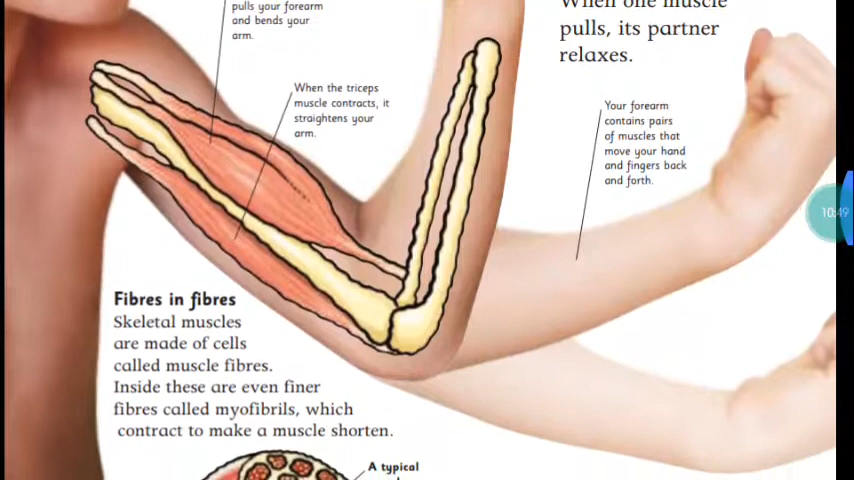 pulls your forearm
and bends your
arm.
When one muscle
pulls, its partner
relaxes.
When the triceps
muscle contracts, it
straightens your
arm.
Your forearm
contains pairs
of muscles that
move your hand
and fingers back
and forth.
10:49
Fibres in fibres
Skeletal muscles
are made of cells
called muscle fibres.
Inside these are even finer
fibres called myofibrils, which
contract to make a muscle shorten.
A typical